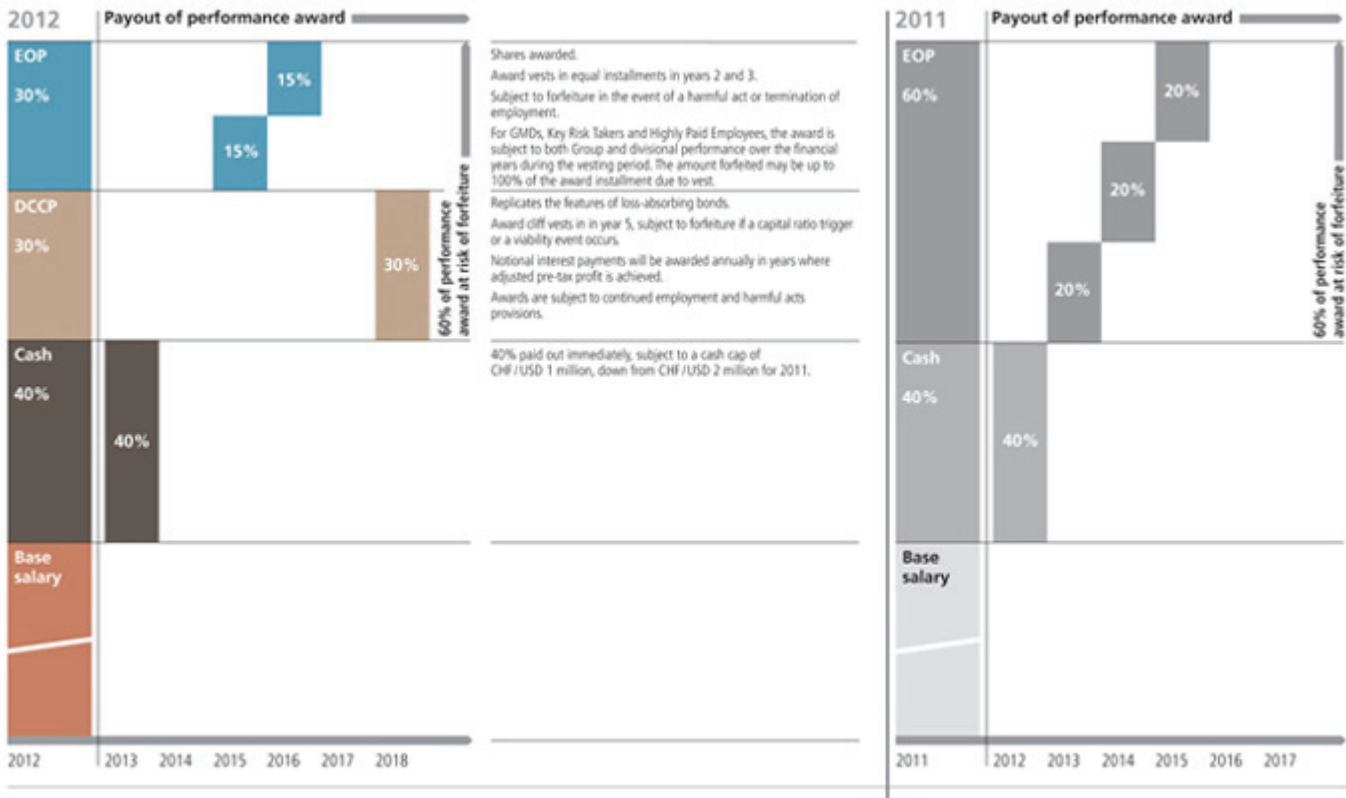 2012
Payout of performance award
EOP
30%
15%
15%
DCCP
30%
30%
60% of performance
award at risk of forfeiture
Cash
40%
40%
Base
salary
2012 2013 2014 2015 2016 2017 2018
Shares awarded.
Award vests in equal installments in years 2 and 3.
Subject to forfeiture in the event of a harmful act or termination of
employment.
For GMDs, Key Risk Takers and Highly Paid Employees, the award is
subject to both Group and divisional performance over the financial
years during the vesting period. The amount forfeited may be up to
100% of the award installment due to vest.
Replicates the features of loss-absorbing bonds.
Award cliff vests in in year 5, subject to forfeiture if a capital ratio trigger
or a viability event occurs.
Notional interest payments will be awarded annually in years where
adjusted pre-tax profit is achieved.
Awards are subject to continued employment and harmful acts
provisions.
40% paid out immediately, subject to a cash cap of
CHF/USD 1 million, down from CHF/USD 2 million for 2011.
2011
Payout of performance award
EOP
60%
20%
20%
20%
60% of performance
award at risk of forfeiture
Cash
40%
40%
Base
salary
2011 2012 2013 2014 2015 2016 2017